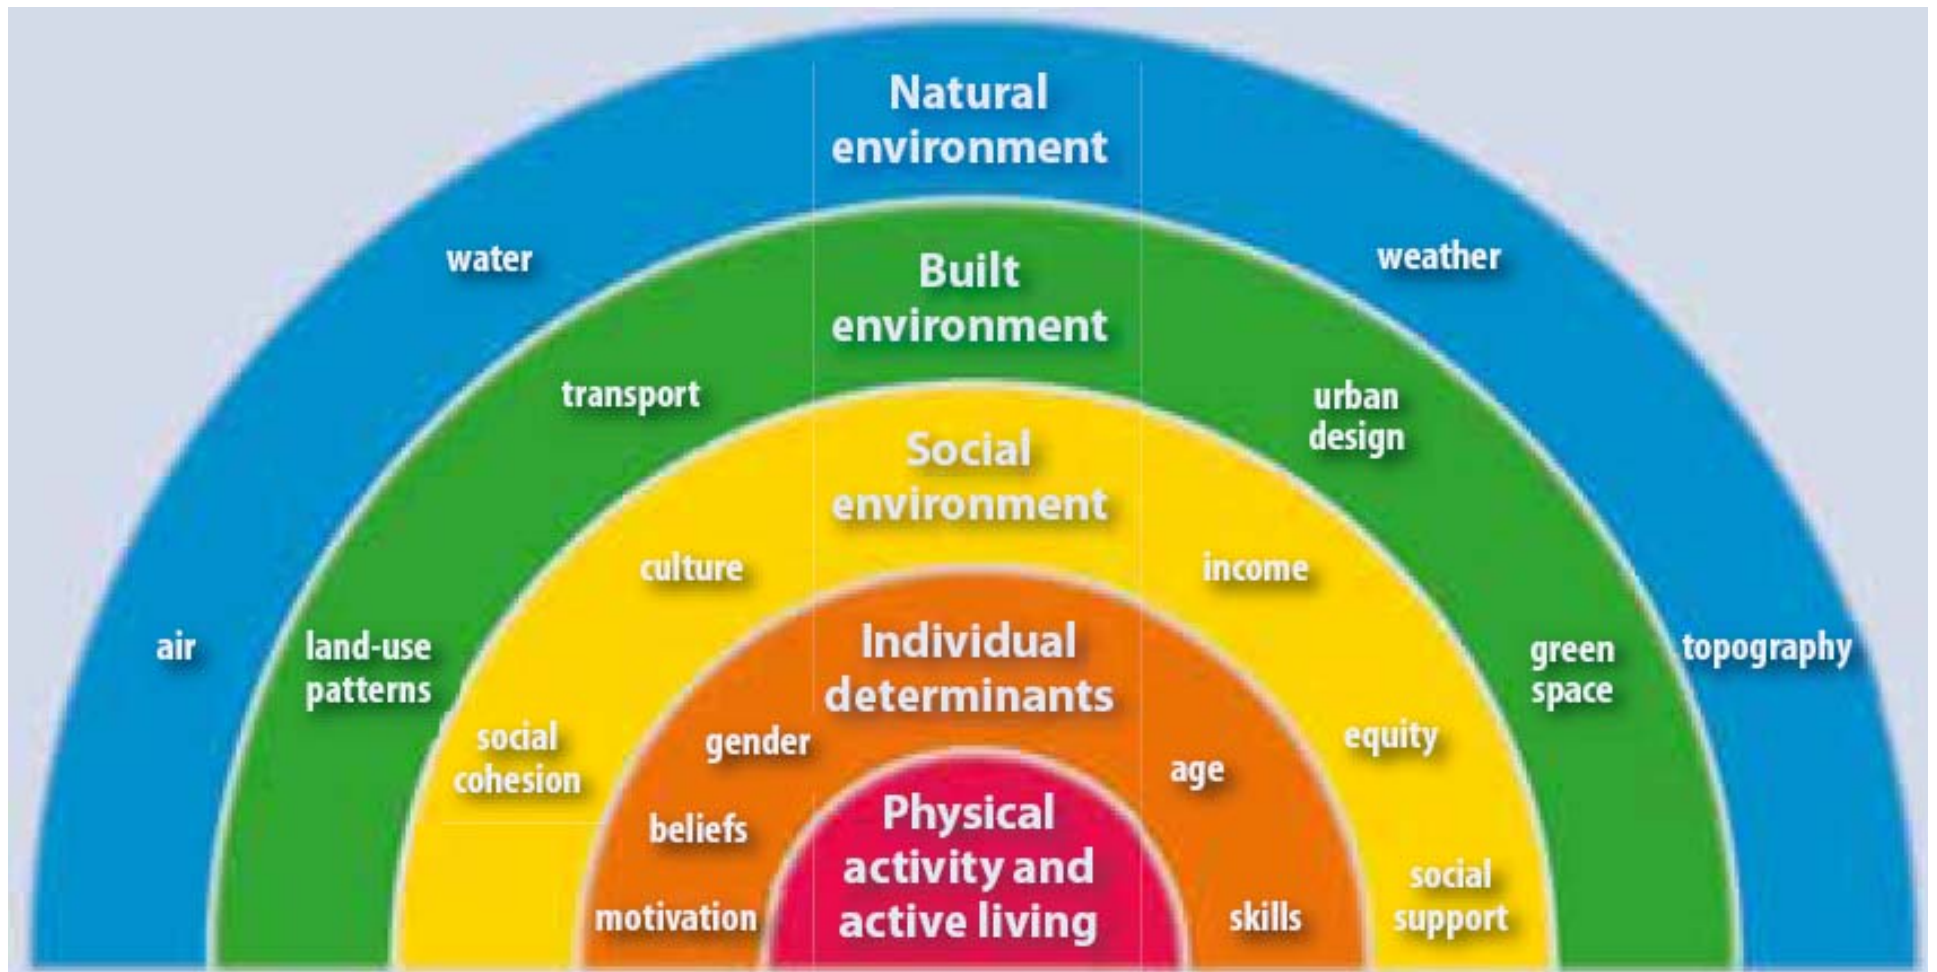 Natural
environment
water
weather
Built
environment
transport
urban
design
Social
environment
culture
income
Individual
determinants
air
land-use
patterns
green
space
topography
social
cohesion
gender
age
equity
beliefs
Physical
activity and
active living
motivation
skills
social
support